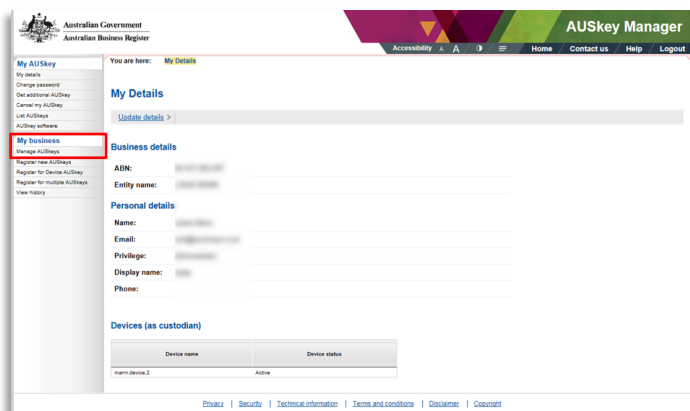 Australian Government
Australian Business Register
AUSkey Manager
Accessibility A A
Home Contact us Help Logout
My AUSkey
My details
Change password
Get additional AUSkey
Cancel my AUSkey
List AUSkeys
AUSkey software
My business
Manage AUSkeys
Register new AUSkeys
Register for Device AUSkey
Register for multiple AUSkeys
View history
You are here: My Details
My Details
Update details >
Business details
ABN:
Entity name:
Personal details
Name:
Email:
Privilege:
Display name:
Phone:
Devices (as custodian)
Device name Device status
mann.device.2 Active
Privacy | Security | Technical information | Terms and conditions | Disclaimer | Copyright